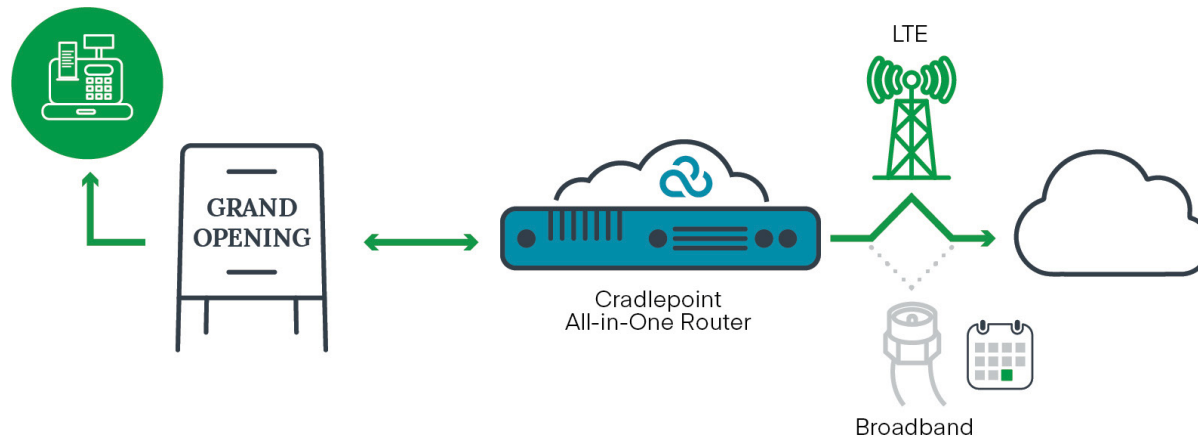 LTE
GRAND
OPENING
Cradlepoint
All-in-One Router
Broadband